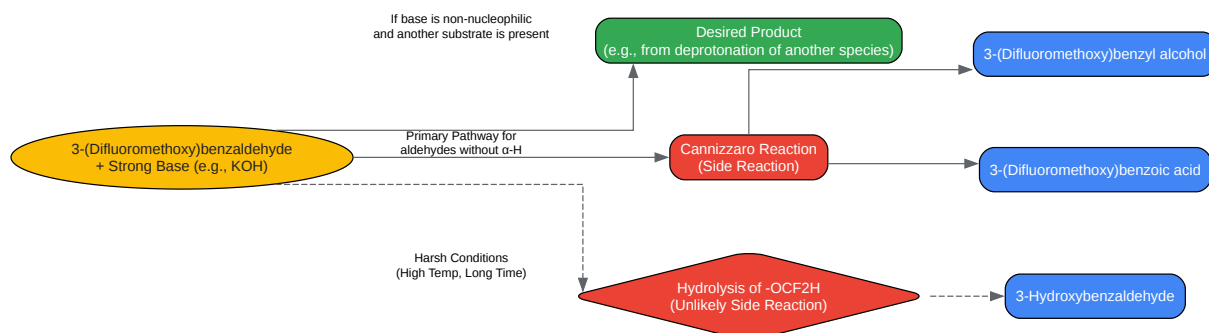 If base is non-nucleophilic
and another substrate is present
Desired Product
(e.g., from deprotonation of another species)
3-(Difluoromethoxy)benzyl alcohol
3-(Difluoromethoxy)benzaldehyde
+ Strong Base (e.g., KOH)
Primary Pathway for
aldehydes without α-H
Cannizzaro Reaction
(Side Reaction)
3-(Difluoromethoxy)benzoic acid
Harsh Conditions
(High Temp, Long Time)
Hydrolysis of -OCF2H
(Unlikely Side Reaction)
3-Hydroxybenzaldehyde